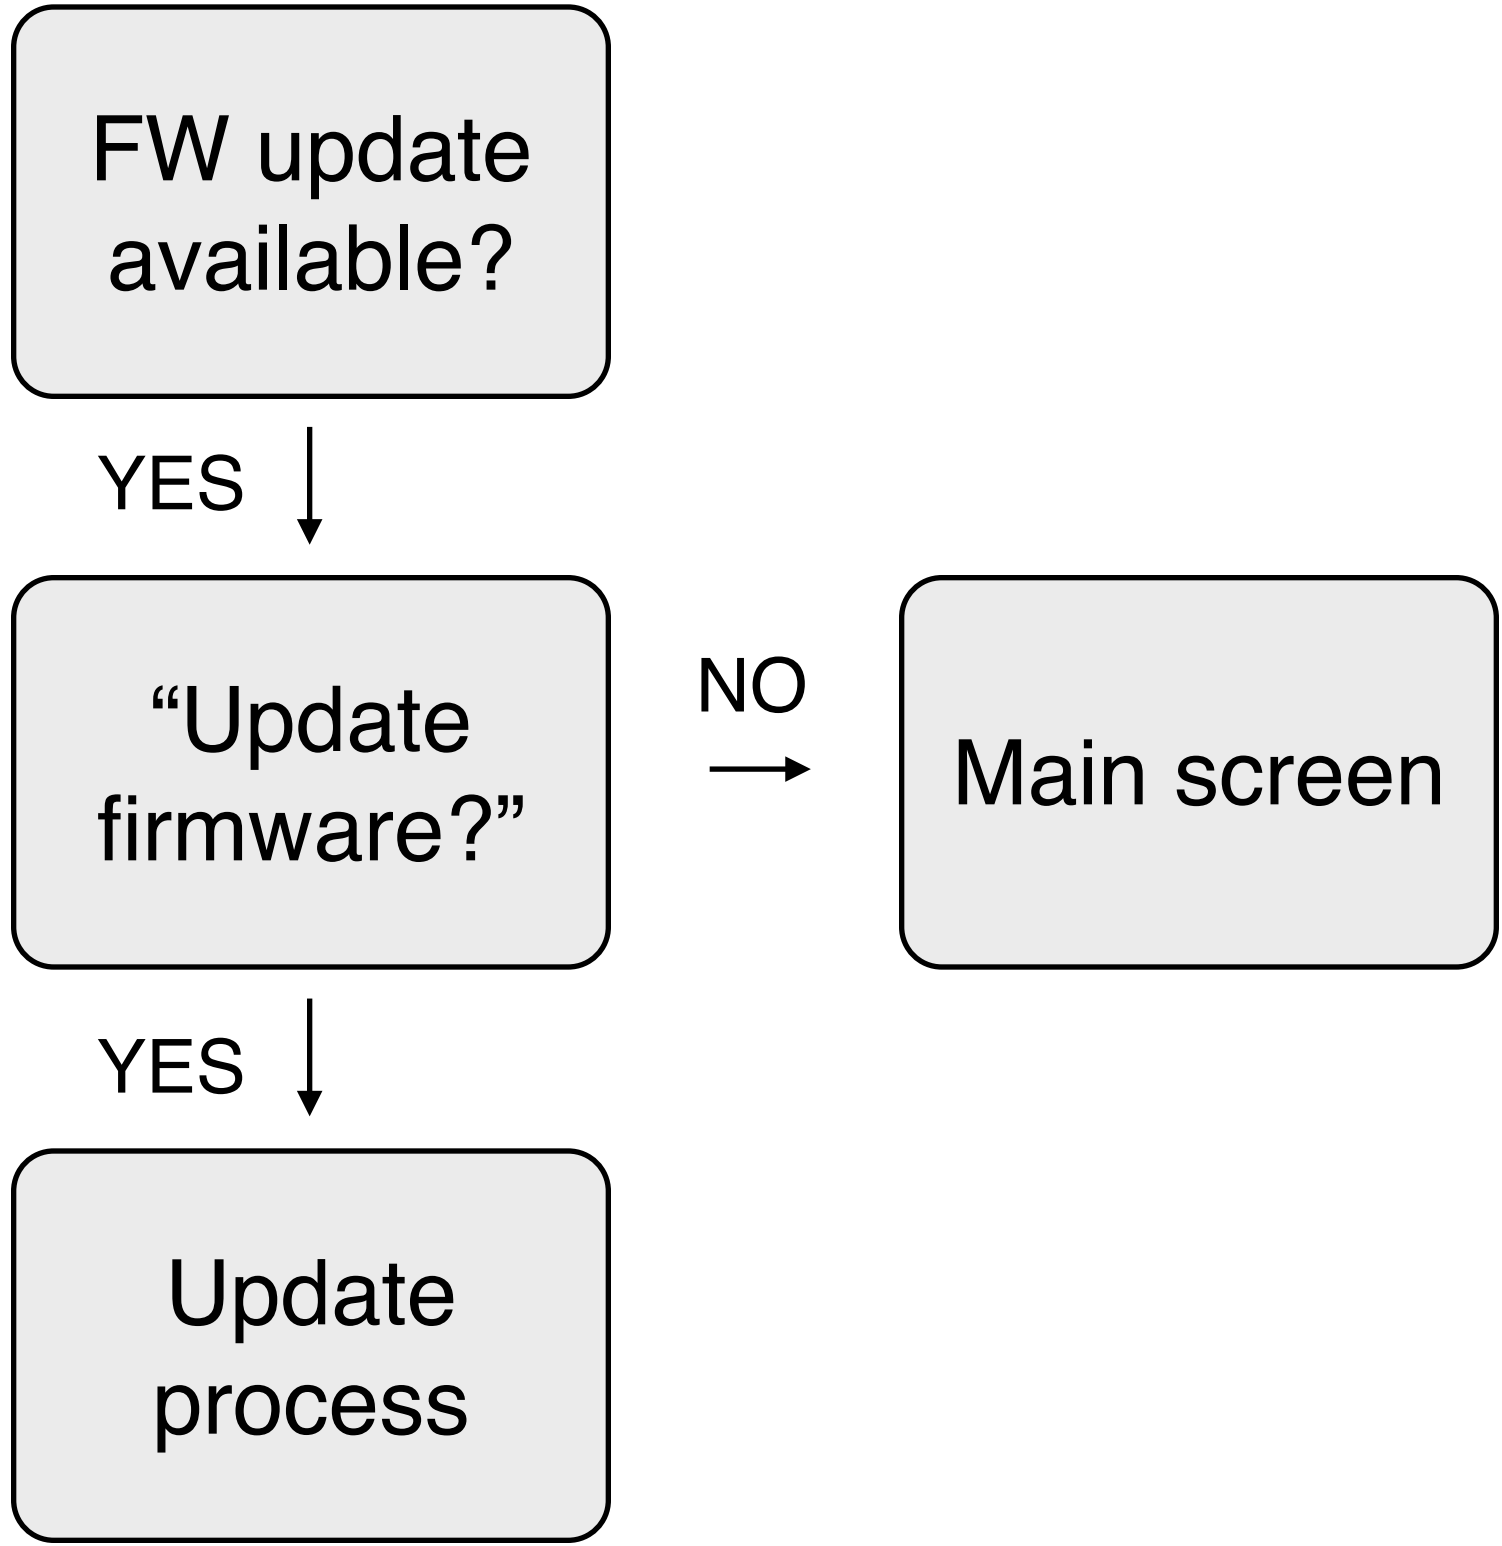 FW update
available?
YES
“Update
firmware?”
NO
Main screen
YES
Update
process